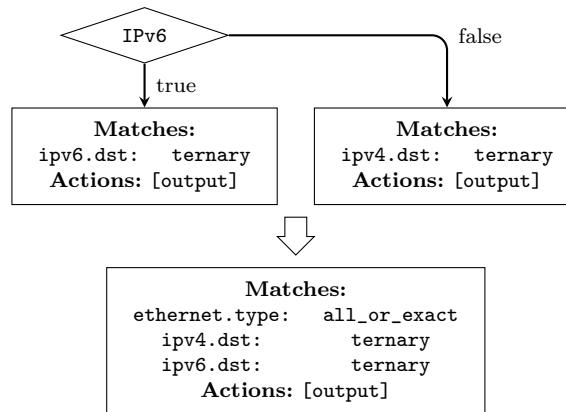 IPv6
false
true
Matches:
ipv6.dst: ternary
Actions: [output]
Matches:
ipv4.dst: ternary
Actions: [output]
Matches:
ethernet.type: all_or_exact
ipv4.dst: ternary
ipv6.dst: ternary
Actions: [output]